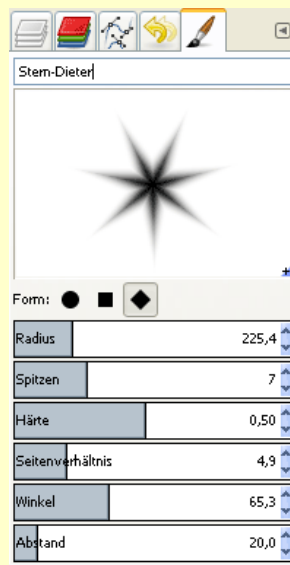 Stern-Dieter
Form:
Radius 225,4
Spitzen 7
Härte 0,50
Seitenverhältnis 4,9
Winkel 65,3
Abstand 20,0